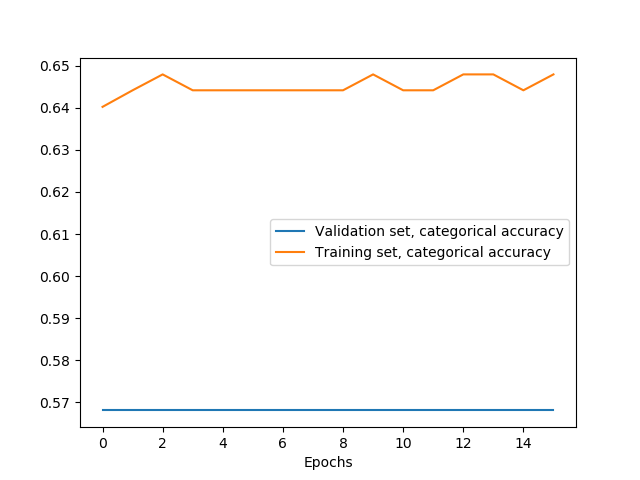 0.65
0.64
0.63
0.62
0.61
0.60
0.59
0.58
0.57
Validation set, categorical accuracy
Training set, categorical accuracy
0 2 4 6 8 10 12 14
Epochs